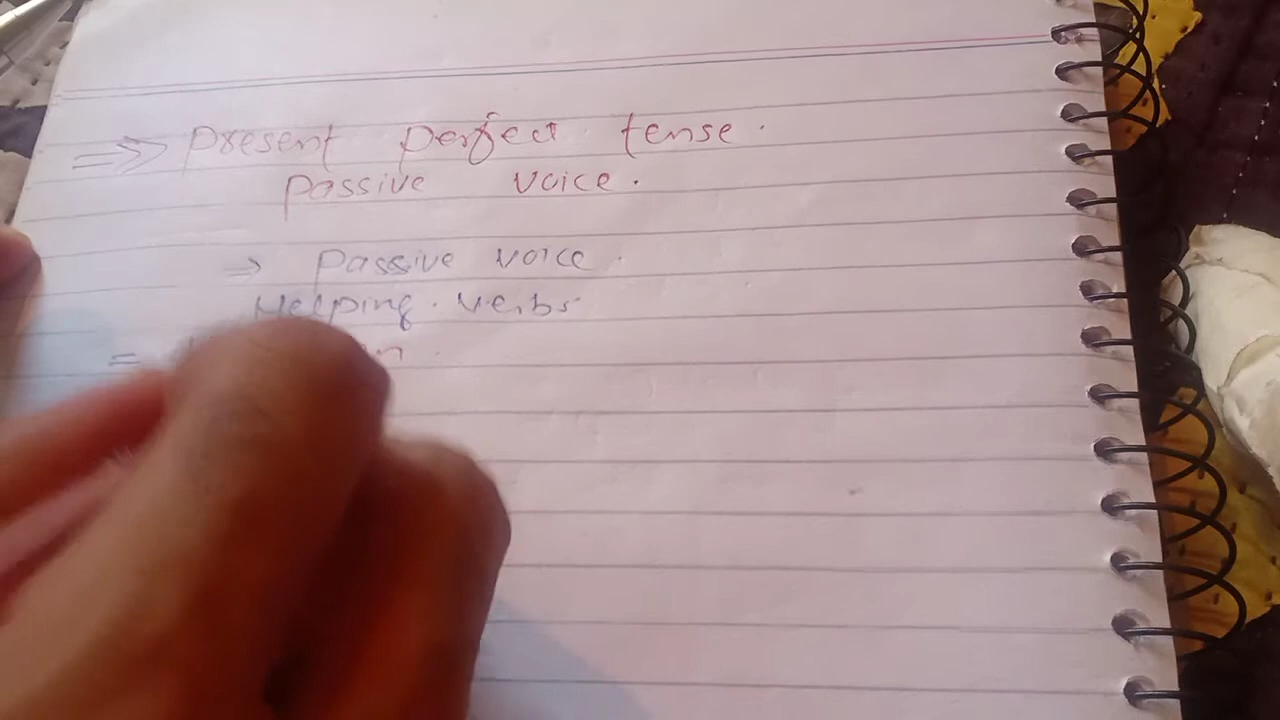 =>> Present perfect tense.
Passive voice.
=> Passive voice.
Helping. verbs
=